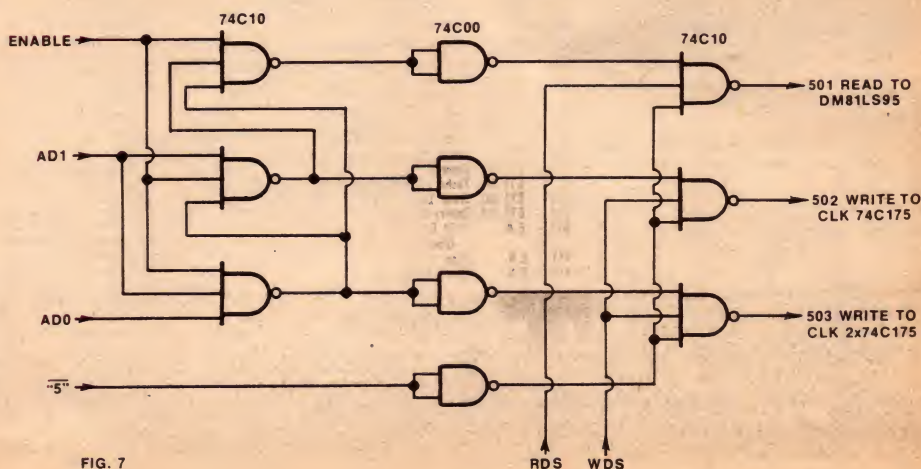 74C10
74C00
74C10
ENABLE
501 READ TO
DM81LS95
AD1
502 WRITE TO
CLK 74C175
AD0
503 WRITE TO
CLK 2x74C175
"5"
FIG. 7
RDS
WDS